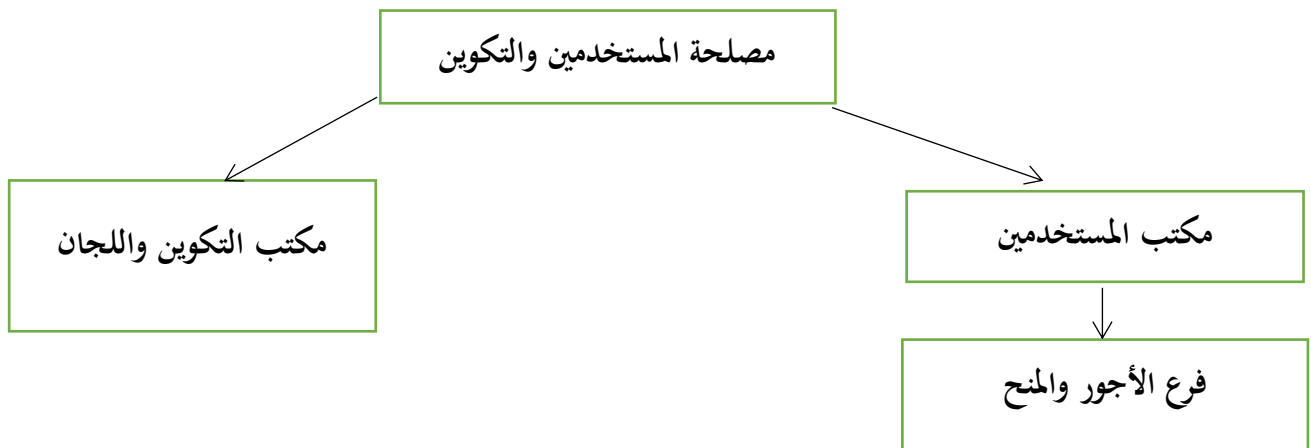 مصلحة المستخدمين والتكوين
مكتب المستخدمين
مكتب التكوين واللجان
فرع الأجور والمنح